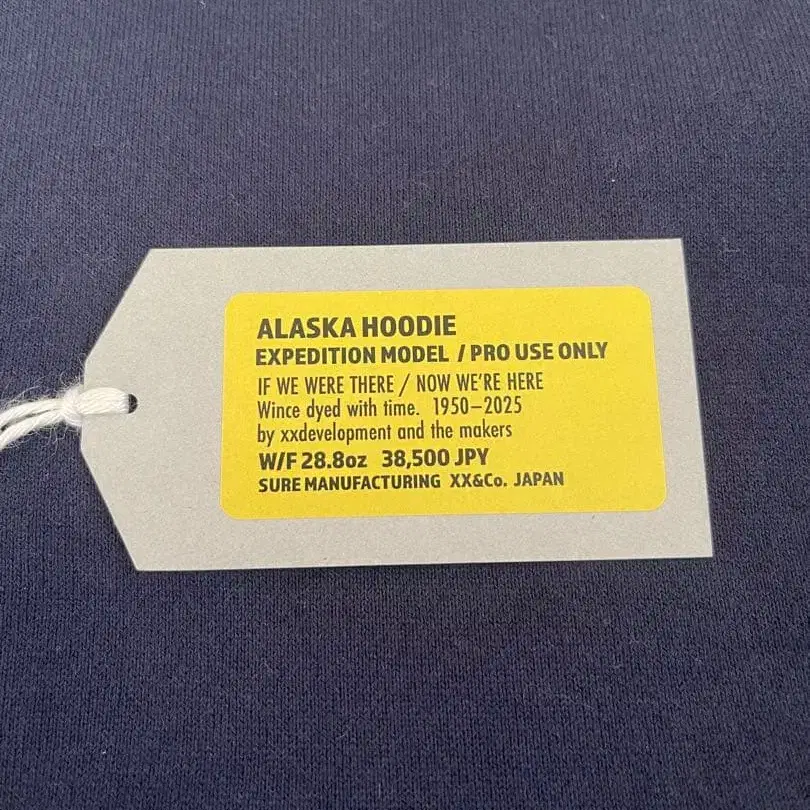 ALASKA HOODIE
EXPEDITION MODEL / PRO USE ONLY
IF WE WERE THERE / NOW WE'RE HERE
Wince dyed with time. 1950–2025
by xxdevelopment and the makers
W/F 28.8oz 38,500 JPY
SURE MANUFACTURING XX&Co. JAPAN